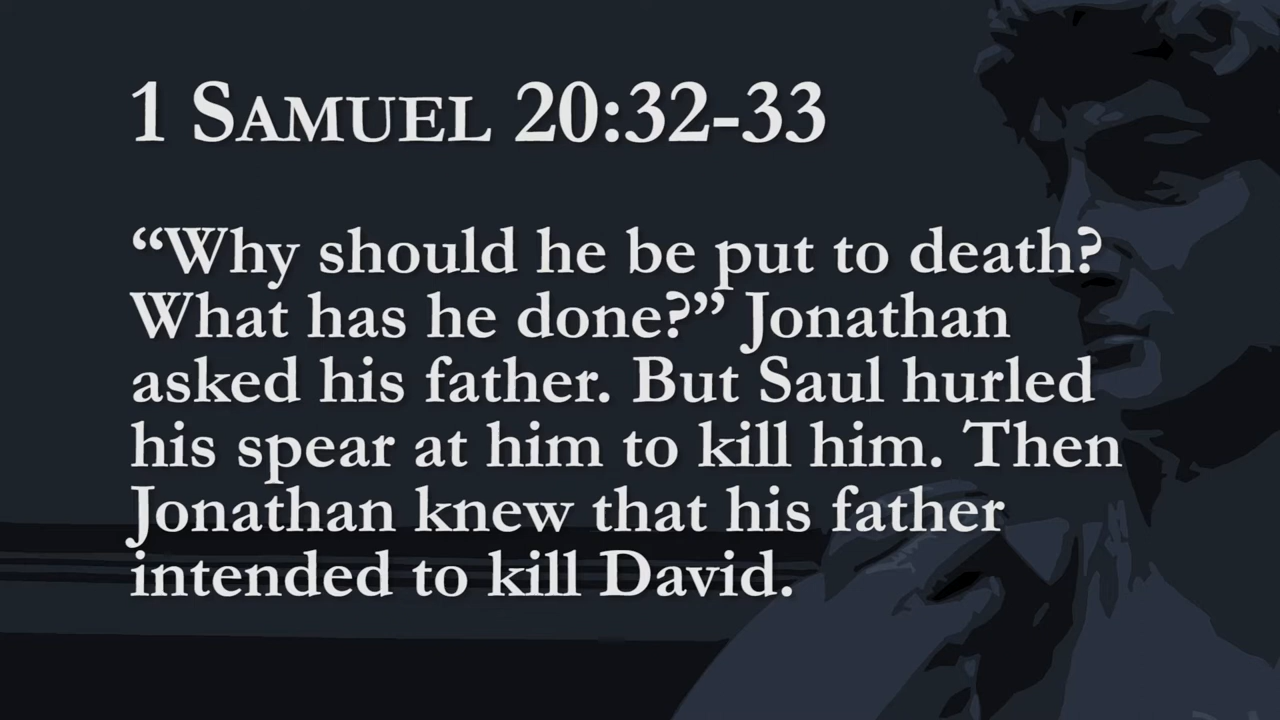 1 SAMUEL 20:32-33
“Why should he be put to death?
What has he done?” Jonathan
asked his father. But Saul hurled
his spear at him to kill him. Then
Jonathan knew that his father
intended to kill David.